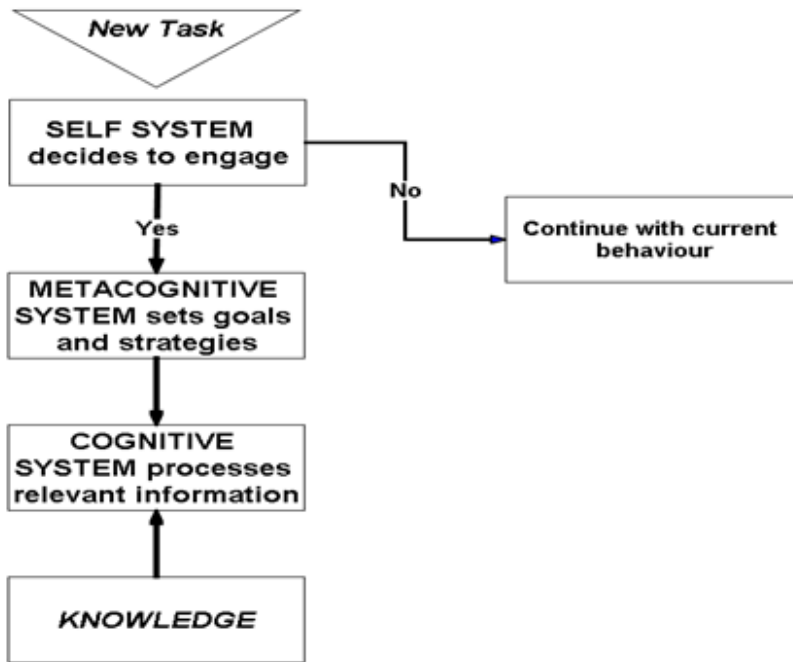 New Task
SELF SYSTEM
decides to engage
No
Yes
Continue with current
behaviour
METACOGNITIVE
SYSTEM sets goals
and strategies
COGNITIVE
SYSTEM processes
relevant information
KNOWLEDGE